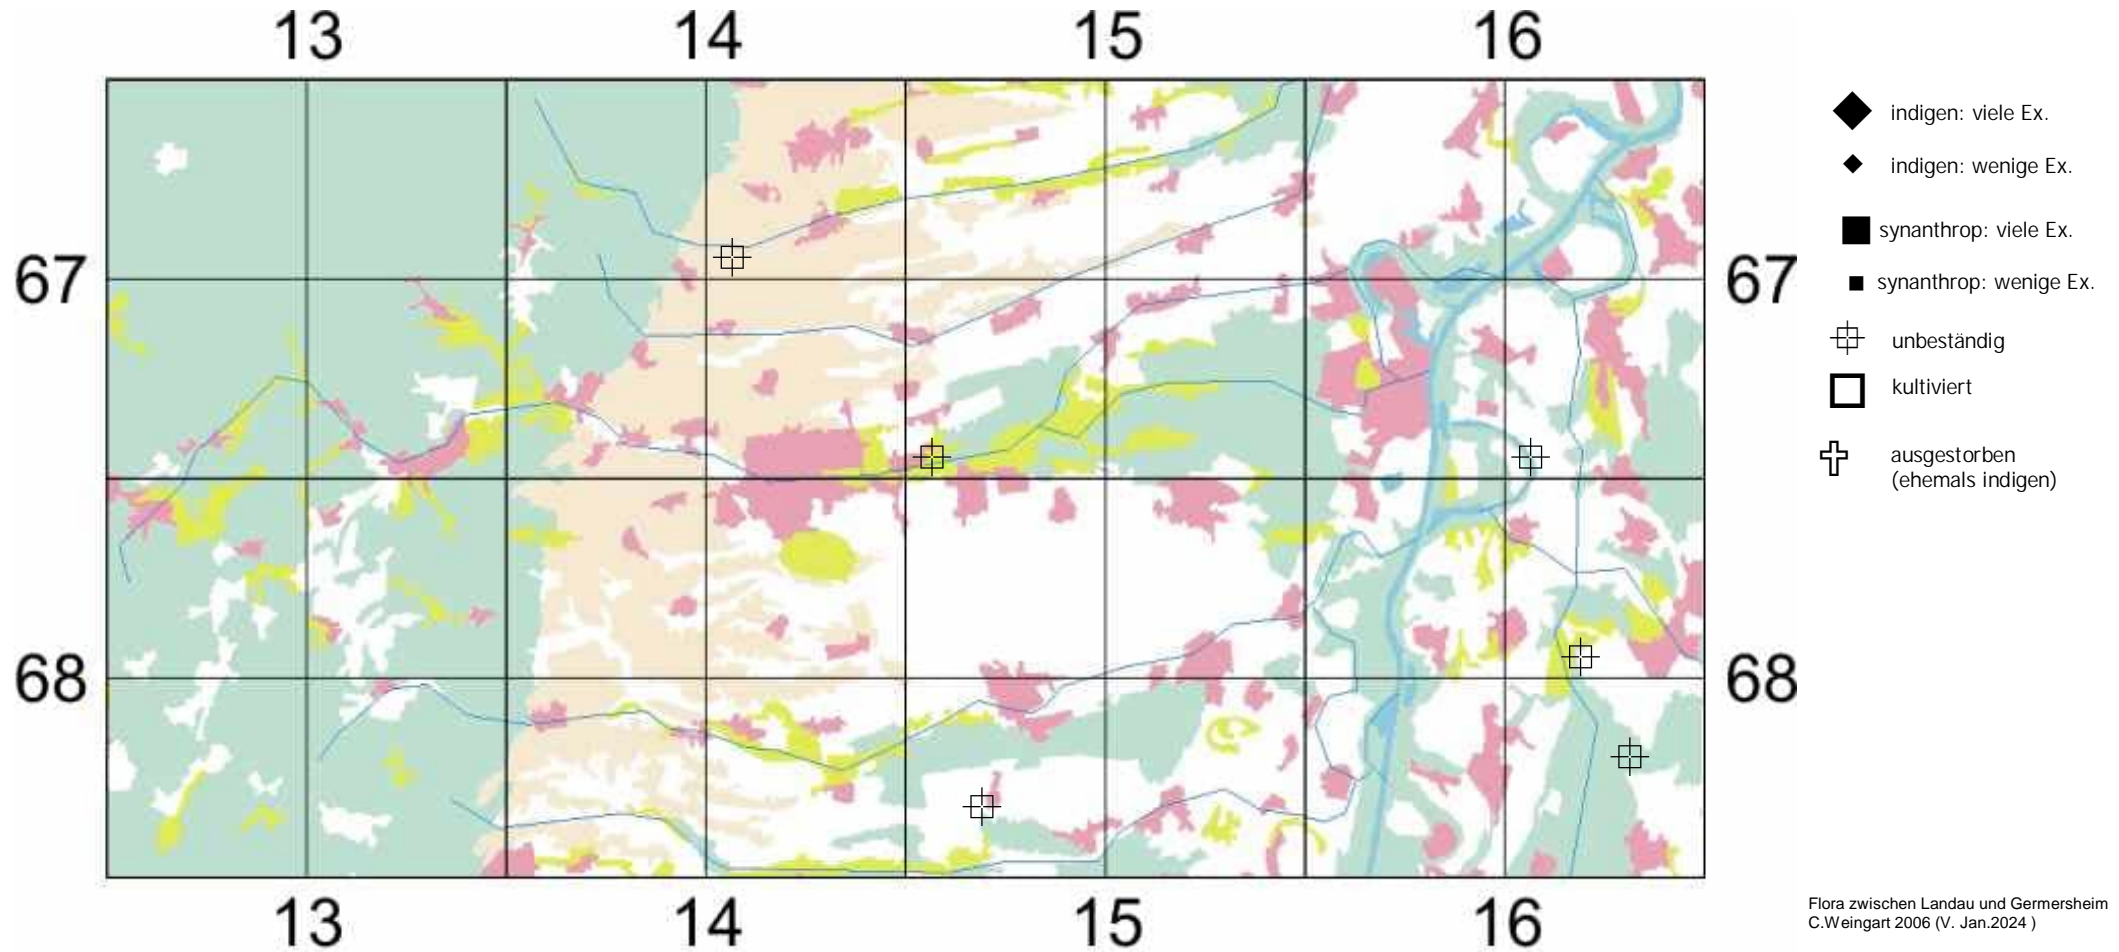 13 14 15 16
67 67
68 68
13 14 15 16
indigen: viele Ex.
indigen: wenige Ex.
synanthrop: viele Ex.
synanthrop: wenige Ex.
unbeständig
kultiviert
ausgestorben
(ehemals indigen)
Flora zwischen Landau und Germersheim
C.Weingart 2006 (V. Jan.2024 )